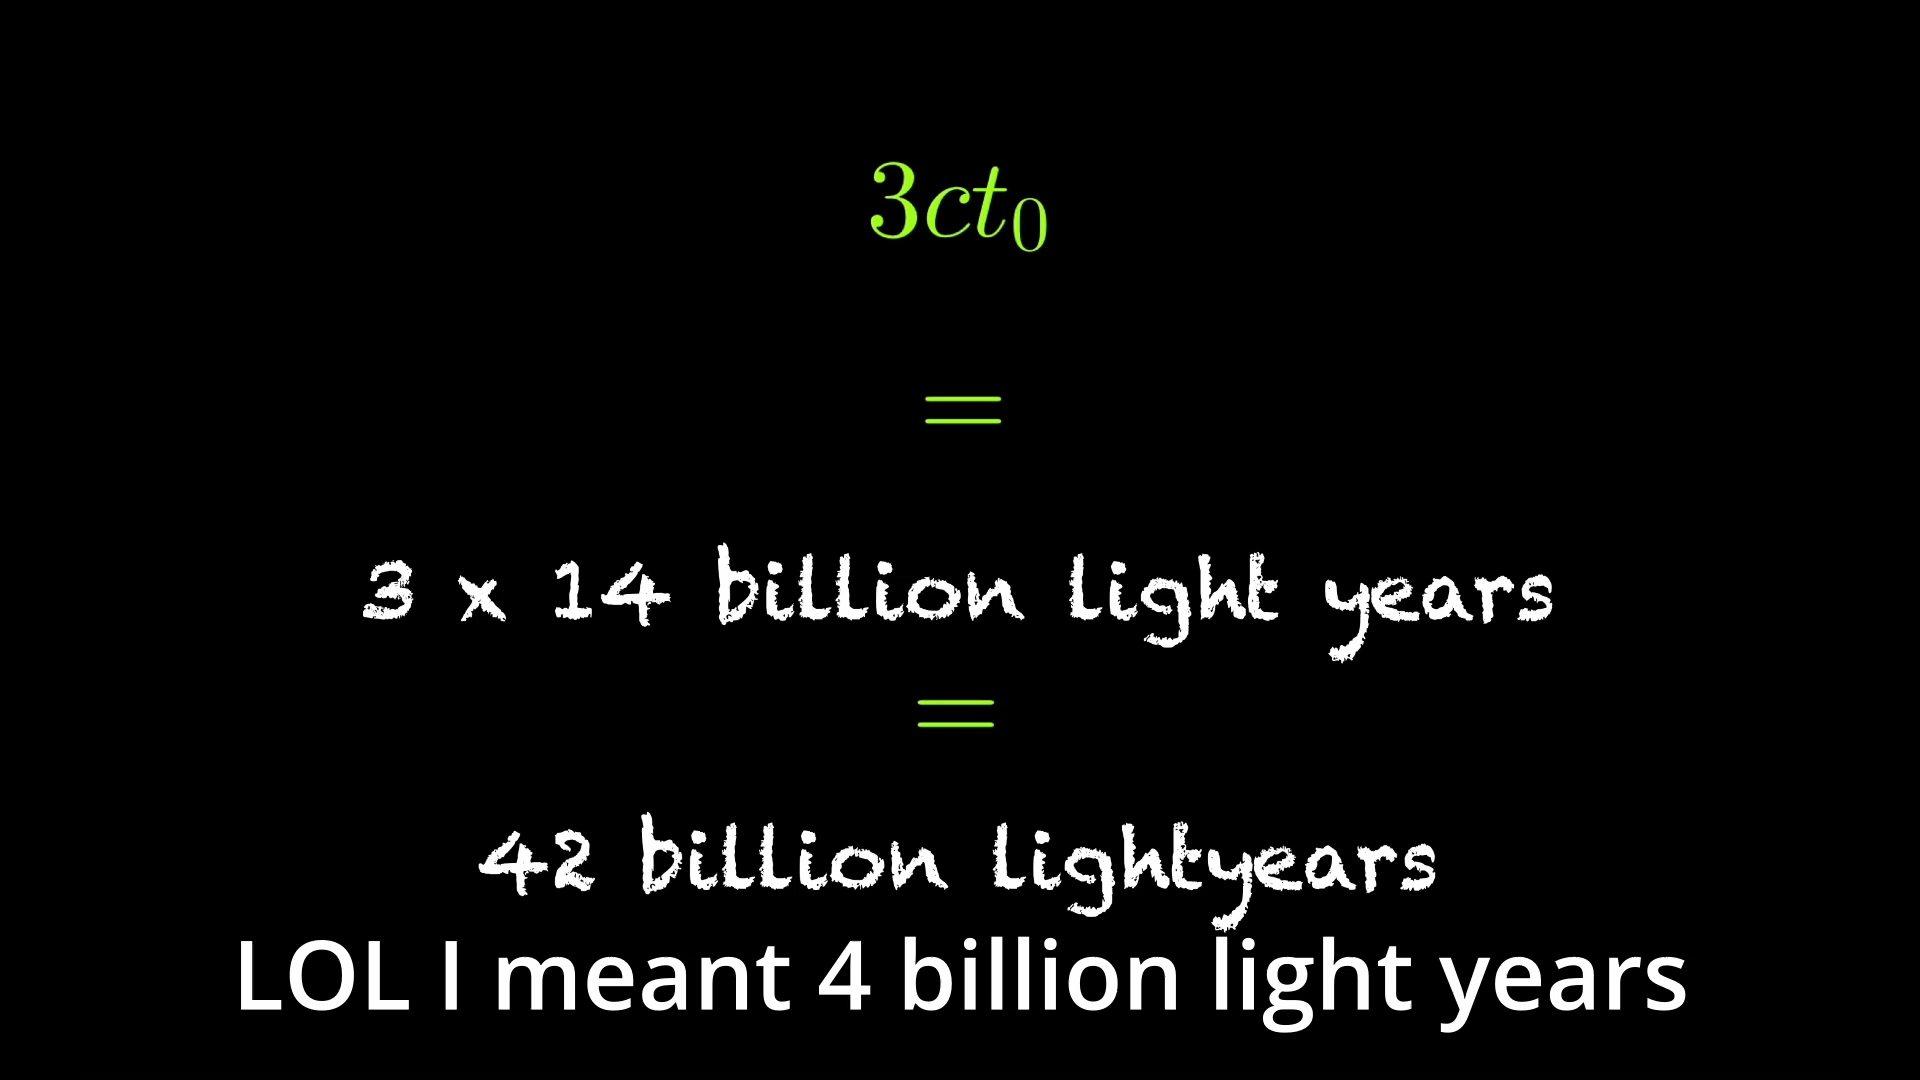 3ct₀
=
3 x 14 billion light years
=
42 billion lightyears
LOL I meant 4 billion light years